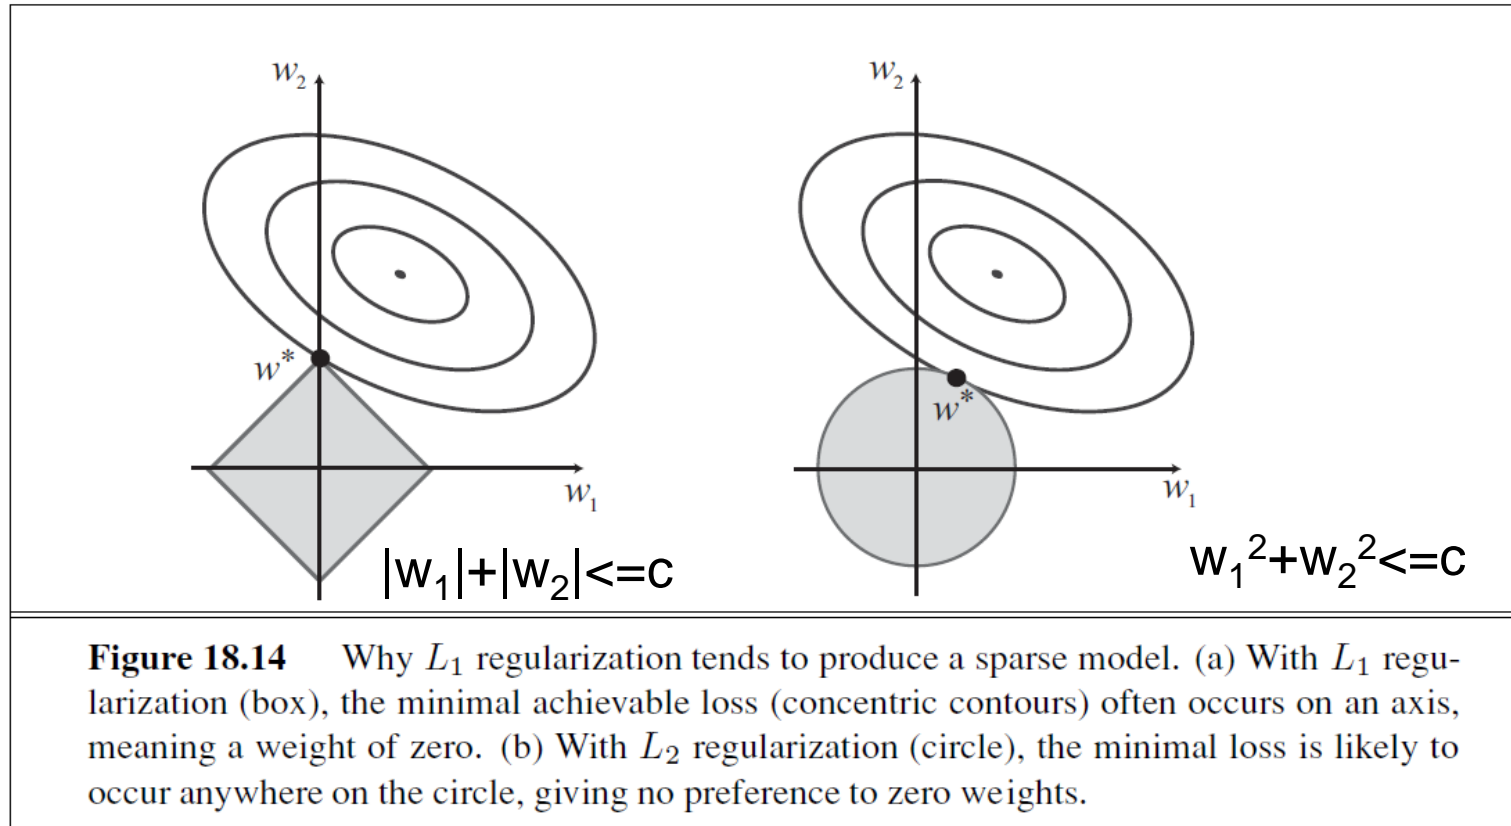 w₂
w*
w₁
|w₁|+|w₂|<=c
w₂
w*
w₁
w₁²+w₂²<=c
Figure 18.14 Why L₁ regularization tends to produce a sparse model. (a) With L₁ regu-
larization (box), the minimal achievable loss (concentric contours) often occurs on an axis,
meaning a weight of zero. (b) With L₂ regularization (circle), the minimal loss is likely to
occur anywhere on the circle, giving no preference to zero weights.